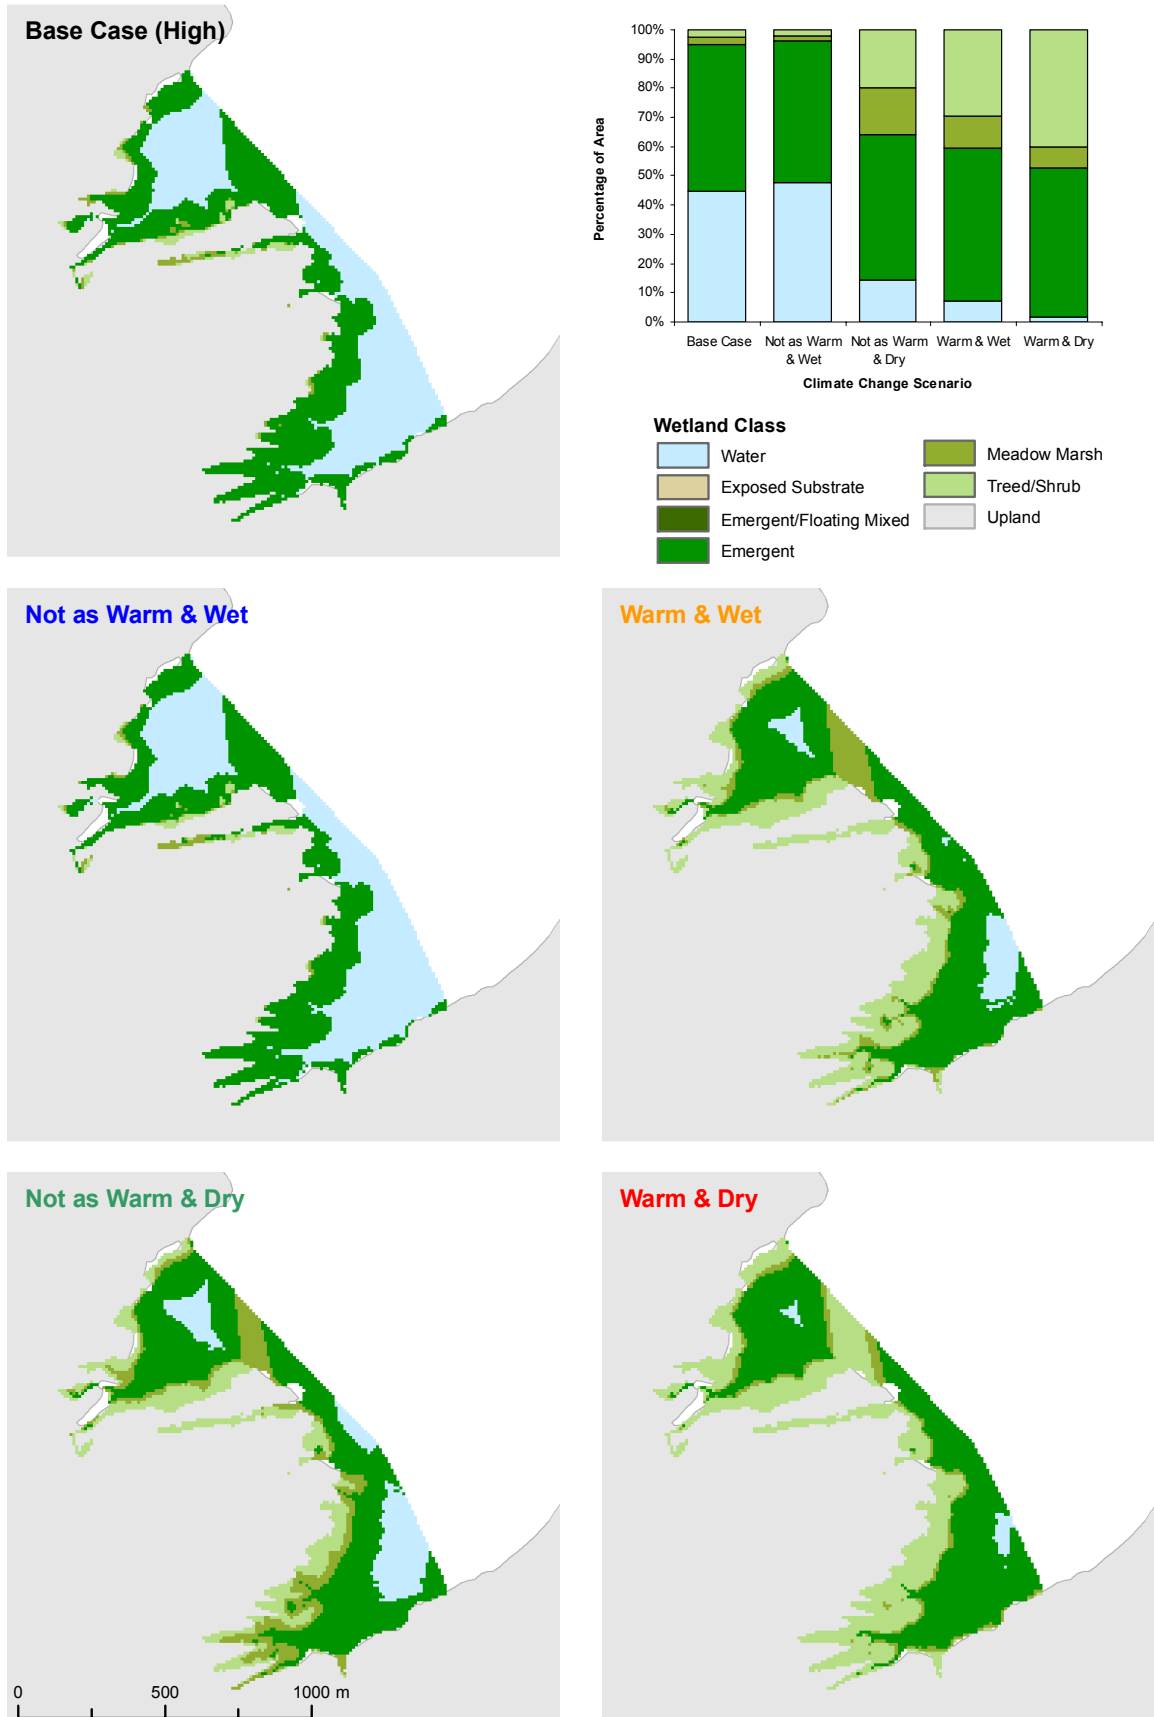 Base Case (High)
100%
90%
80%
70%
60%
50%
40%
30%
20%
10%
0%
Percentage of Area
Base Case
Not as Warm
& Wet
Not as Warm
& Dry
Warm & Wet
Warm & Dry
Climate Change Scenario
Wetland Class
Water
Exposed Substrate
Emergent/Floating Mixed
Emergent
Meadow Marsh
Treed/Shrub
Upland
Not as Warm & Wet
Warm & Wet
Not as Warm & Dry
Warm & Dry
0 500 1000 m